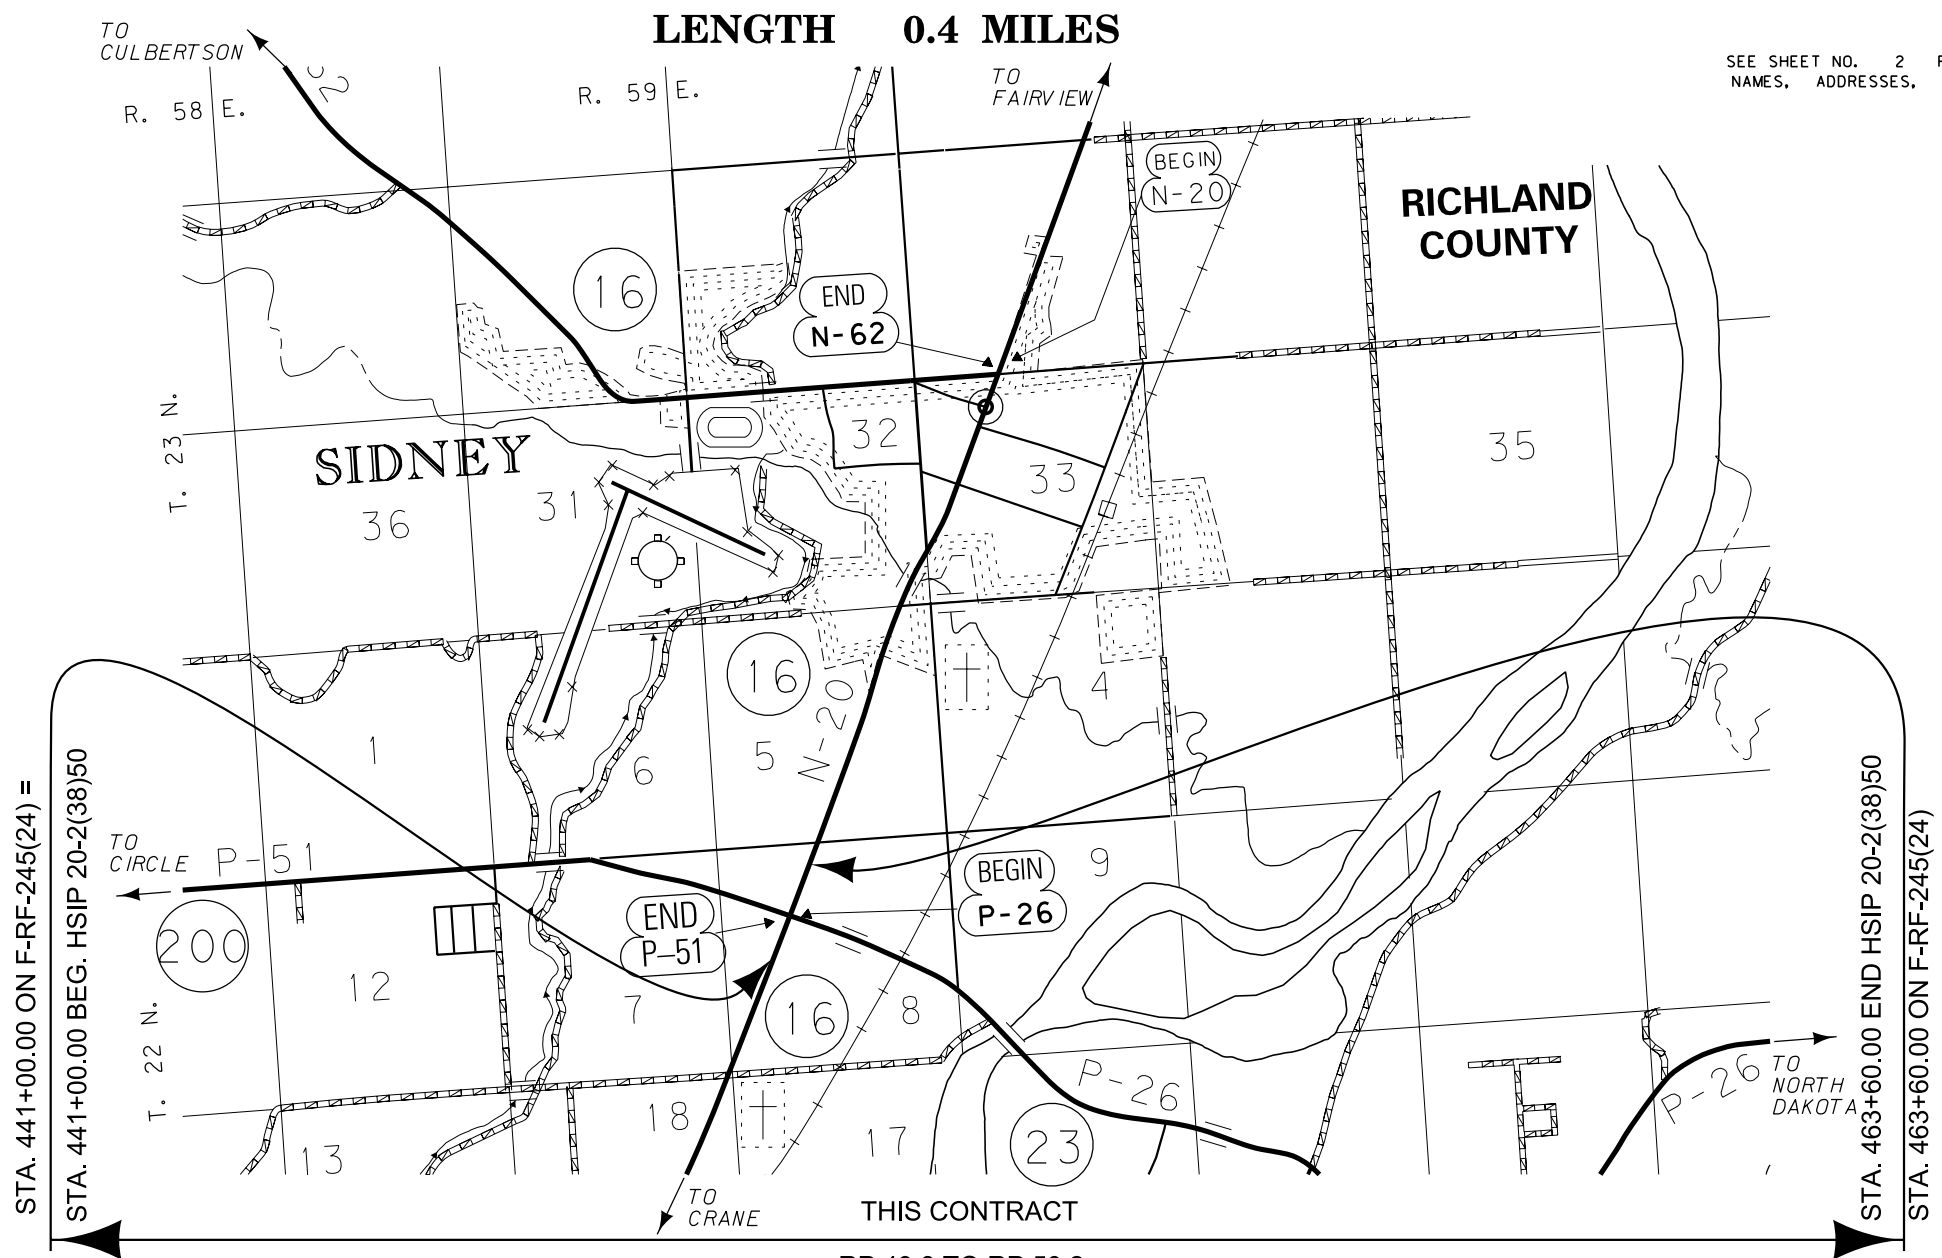 LENGTH 0.4 MILES
TO
CULBERTSON
TO
FAIRVIEW
SEE SHEET NO. 2
NAMES, ADDRESSES,
R. 58 E.
R. 59 E.
BEGIN
N-20
RICHLAND
COUNTY
16
END
N-62
T. 23 N.
SIDNEY
36
31
32
33
35
16
N-20
1
6
5
4
STA. 441+00.00 ON F-RF-245(24) =
STA. 441+00.00 BEG. HSIP 20-2(38)50
STA. 463+60.00 END HSIP 20-2(38)50
STA. 463+60.00 ON F-RF-245(24)
TO
CIRCLE
P-51
200
END
P-51
BEGIN
P-26
9
12
7
16
8
T. 22 N.
P-26
P-26
TO
NORTH
DAKOTA
13
18
17
23
TO
CRANE
THIS CONTRACT